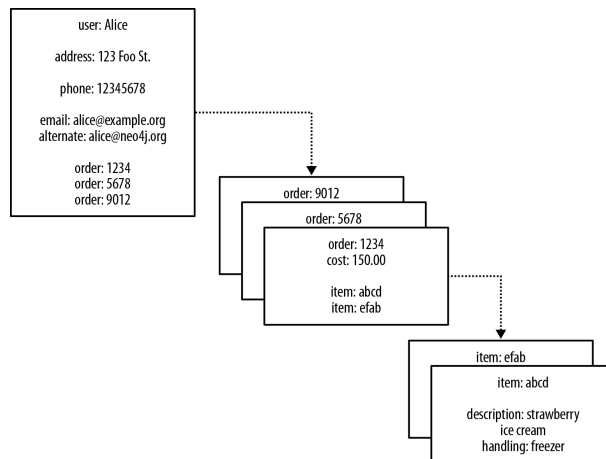 user: Alice
address: 123 Foo St.
phone: 12345678
email: alice@example.org
alternate: alice@neo4j.org
order: 1234
order: 5678
order: 9012
order: 9012
order: 5678
order: 1234
cost: 150.00
item: abcd
item: efab
item: efab
item: abcd
description: strawberry
ice cream
handling: freezer